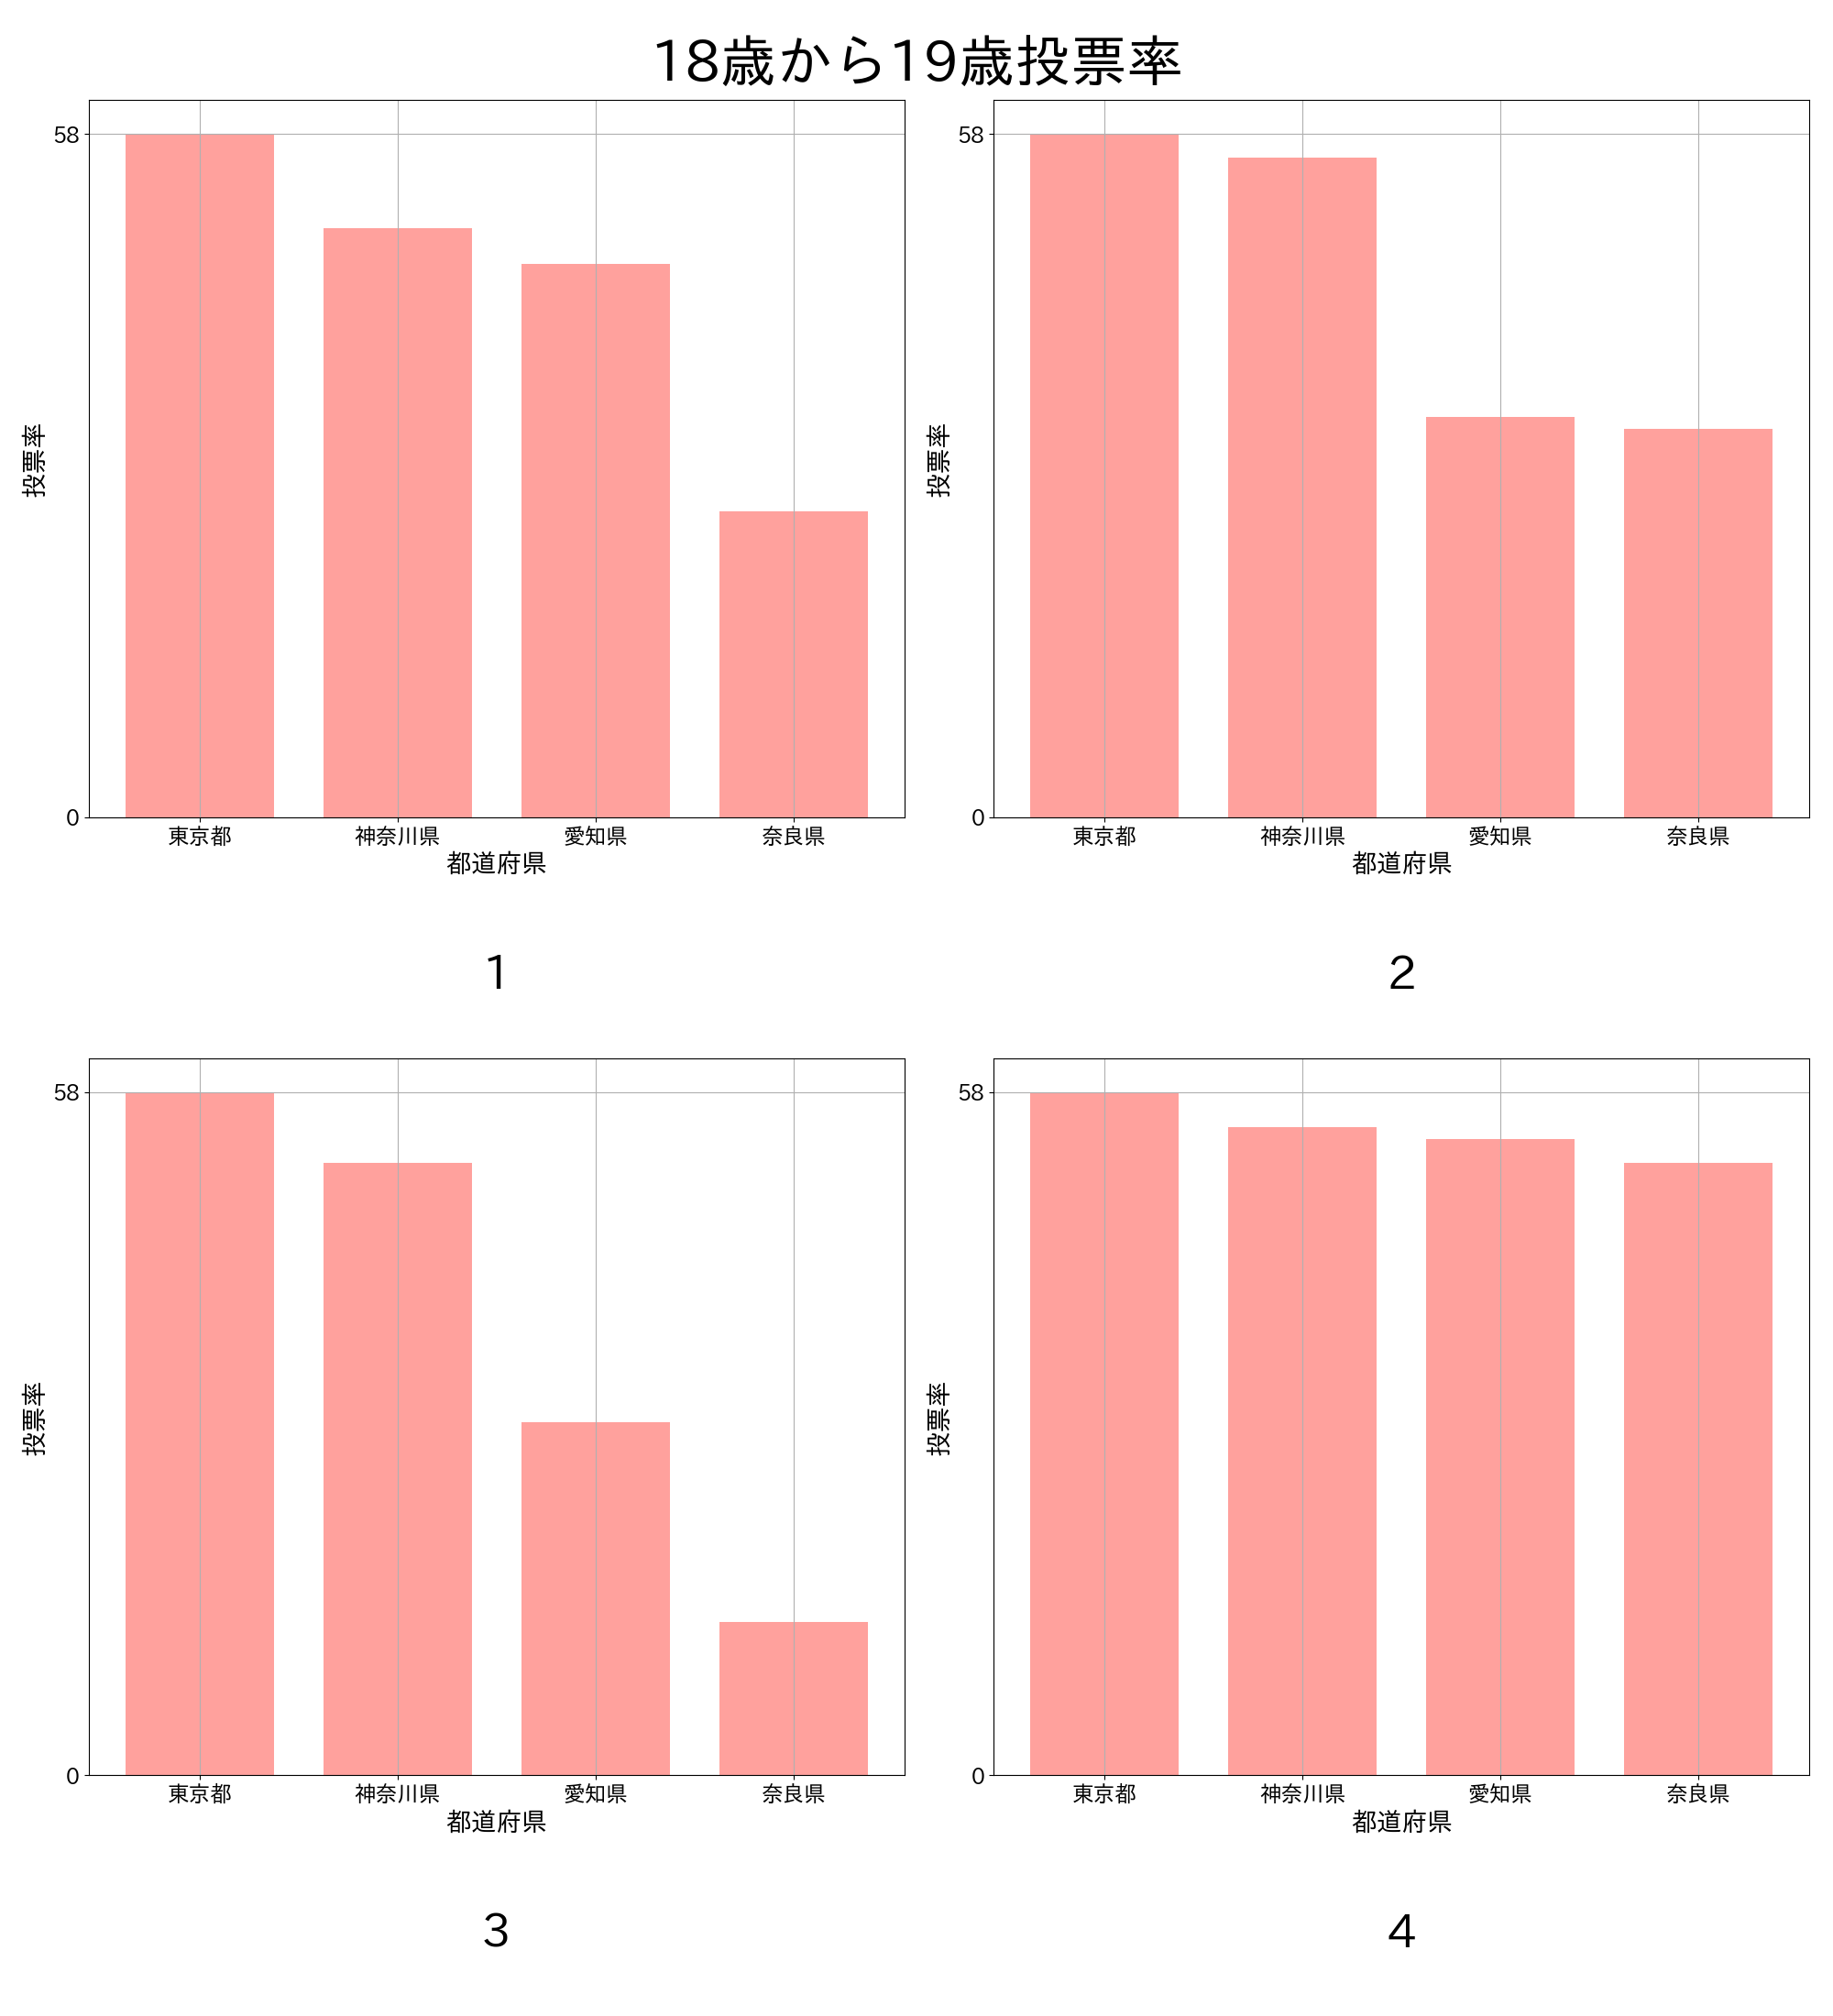 18歳から19歳投票率
58
0
投票率
東京都 神奈川県 愛知県 奈良県
都道府県
1
58
0
投票率
東京都 神奈川県 愛知県 奈良県
都道府県
2
58
0
投票率
東京都 神奈川県 愛知県 奈良県
都道府県
3
58
0
投票率
東京都 神奈川県 愛知県 奈良県
都道府県
4